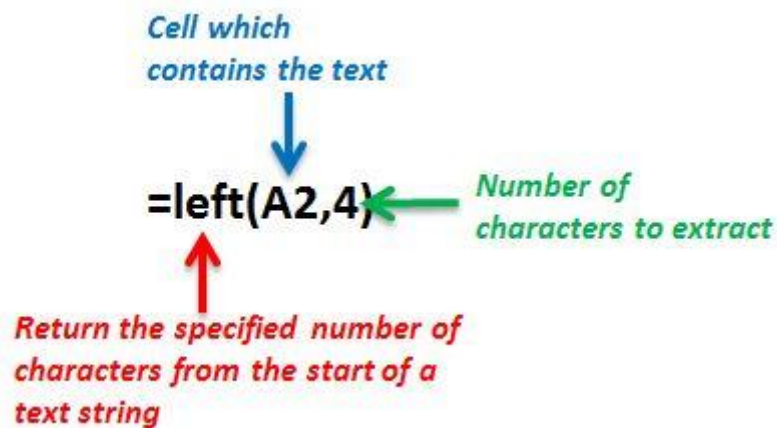 Cell which
contains the text
=left(A2,4)
Number of
characters to extract
Return the specified number of
characters from the start of a
text string